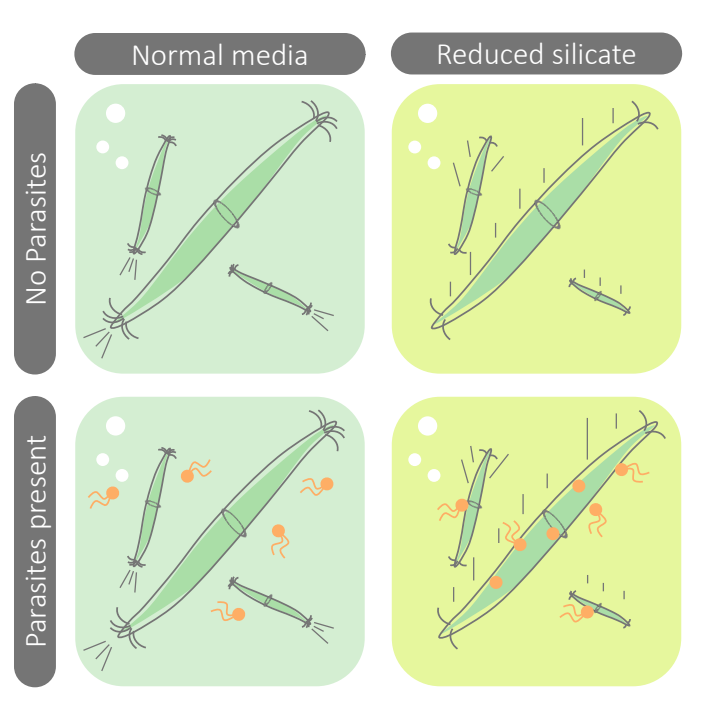 Normal media
Reduced silicate
No Parasites
Parasites present